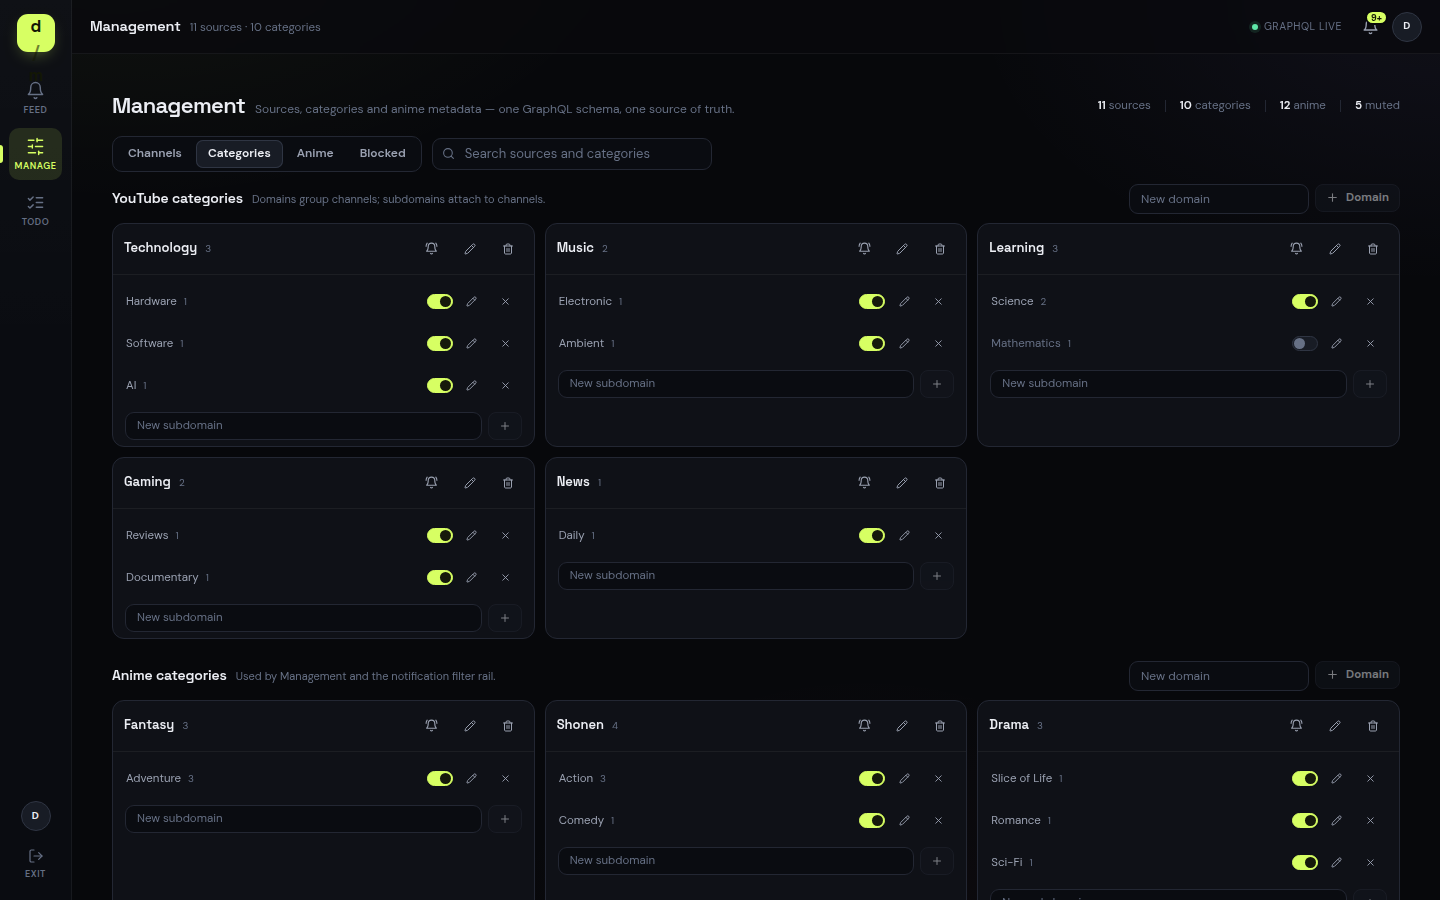 d
/
Management 11 sources · 10 categories
GRAPHQL LIVE
9+
D
FEED
MANAGE
TODO
Management Sources, categories and anime metadata — one GraphQL schema, one source of truth.
11 sources 10 categories 12 anime 5 muted
Channels Categories Anime Blocked
Search sources and categories
YouTube categories Domains group channels; subdomains attach to channels.
New domain + Domain
Technology 3
Hardware 1
Software 1
AI 1
New subdomain
Music 2
Electronic 1
Ambient 1
New subdomain
Learning 3
Science 2
Mathematics 1
New subdomain
Gaming 2
Reviews 1
Documentary 1
New subdomain
News 1
Daily 1
New subdomain
Anime categories Used by Management and the notification filter rail.
New domain + Domain
Fantasy 3
Adventure 3
New subdomain
Shonen 4
Action 3
Comedy 1
New subdomain
Drama 3
Slice of Life 1
Romance 1
Sci-Fi 1
D
EXIT